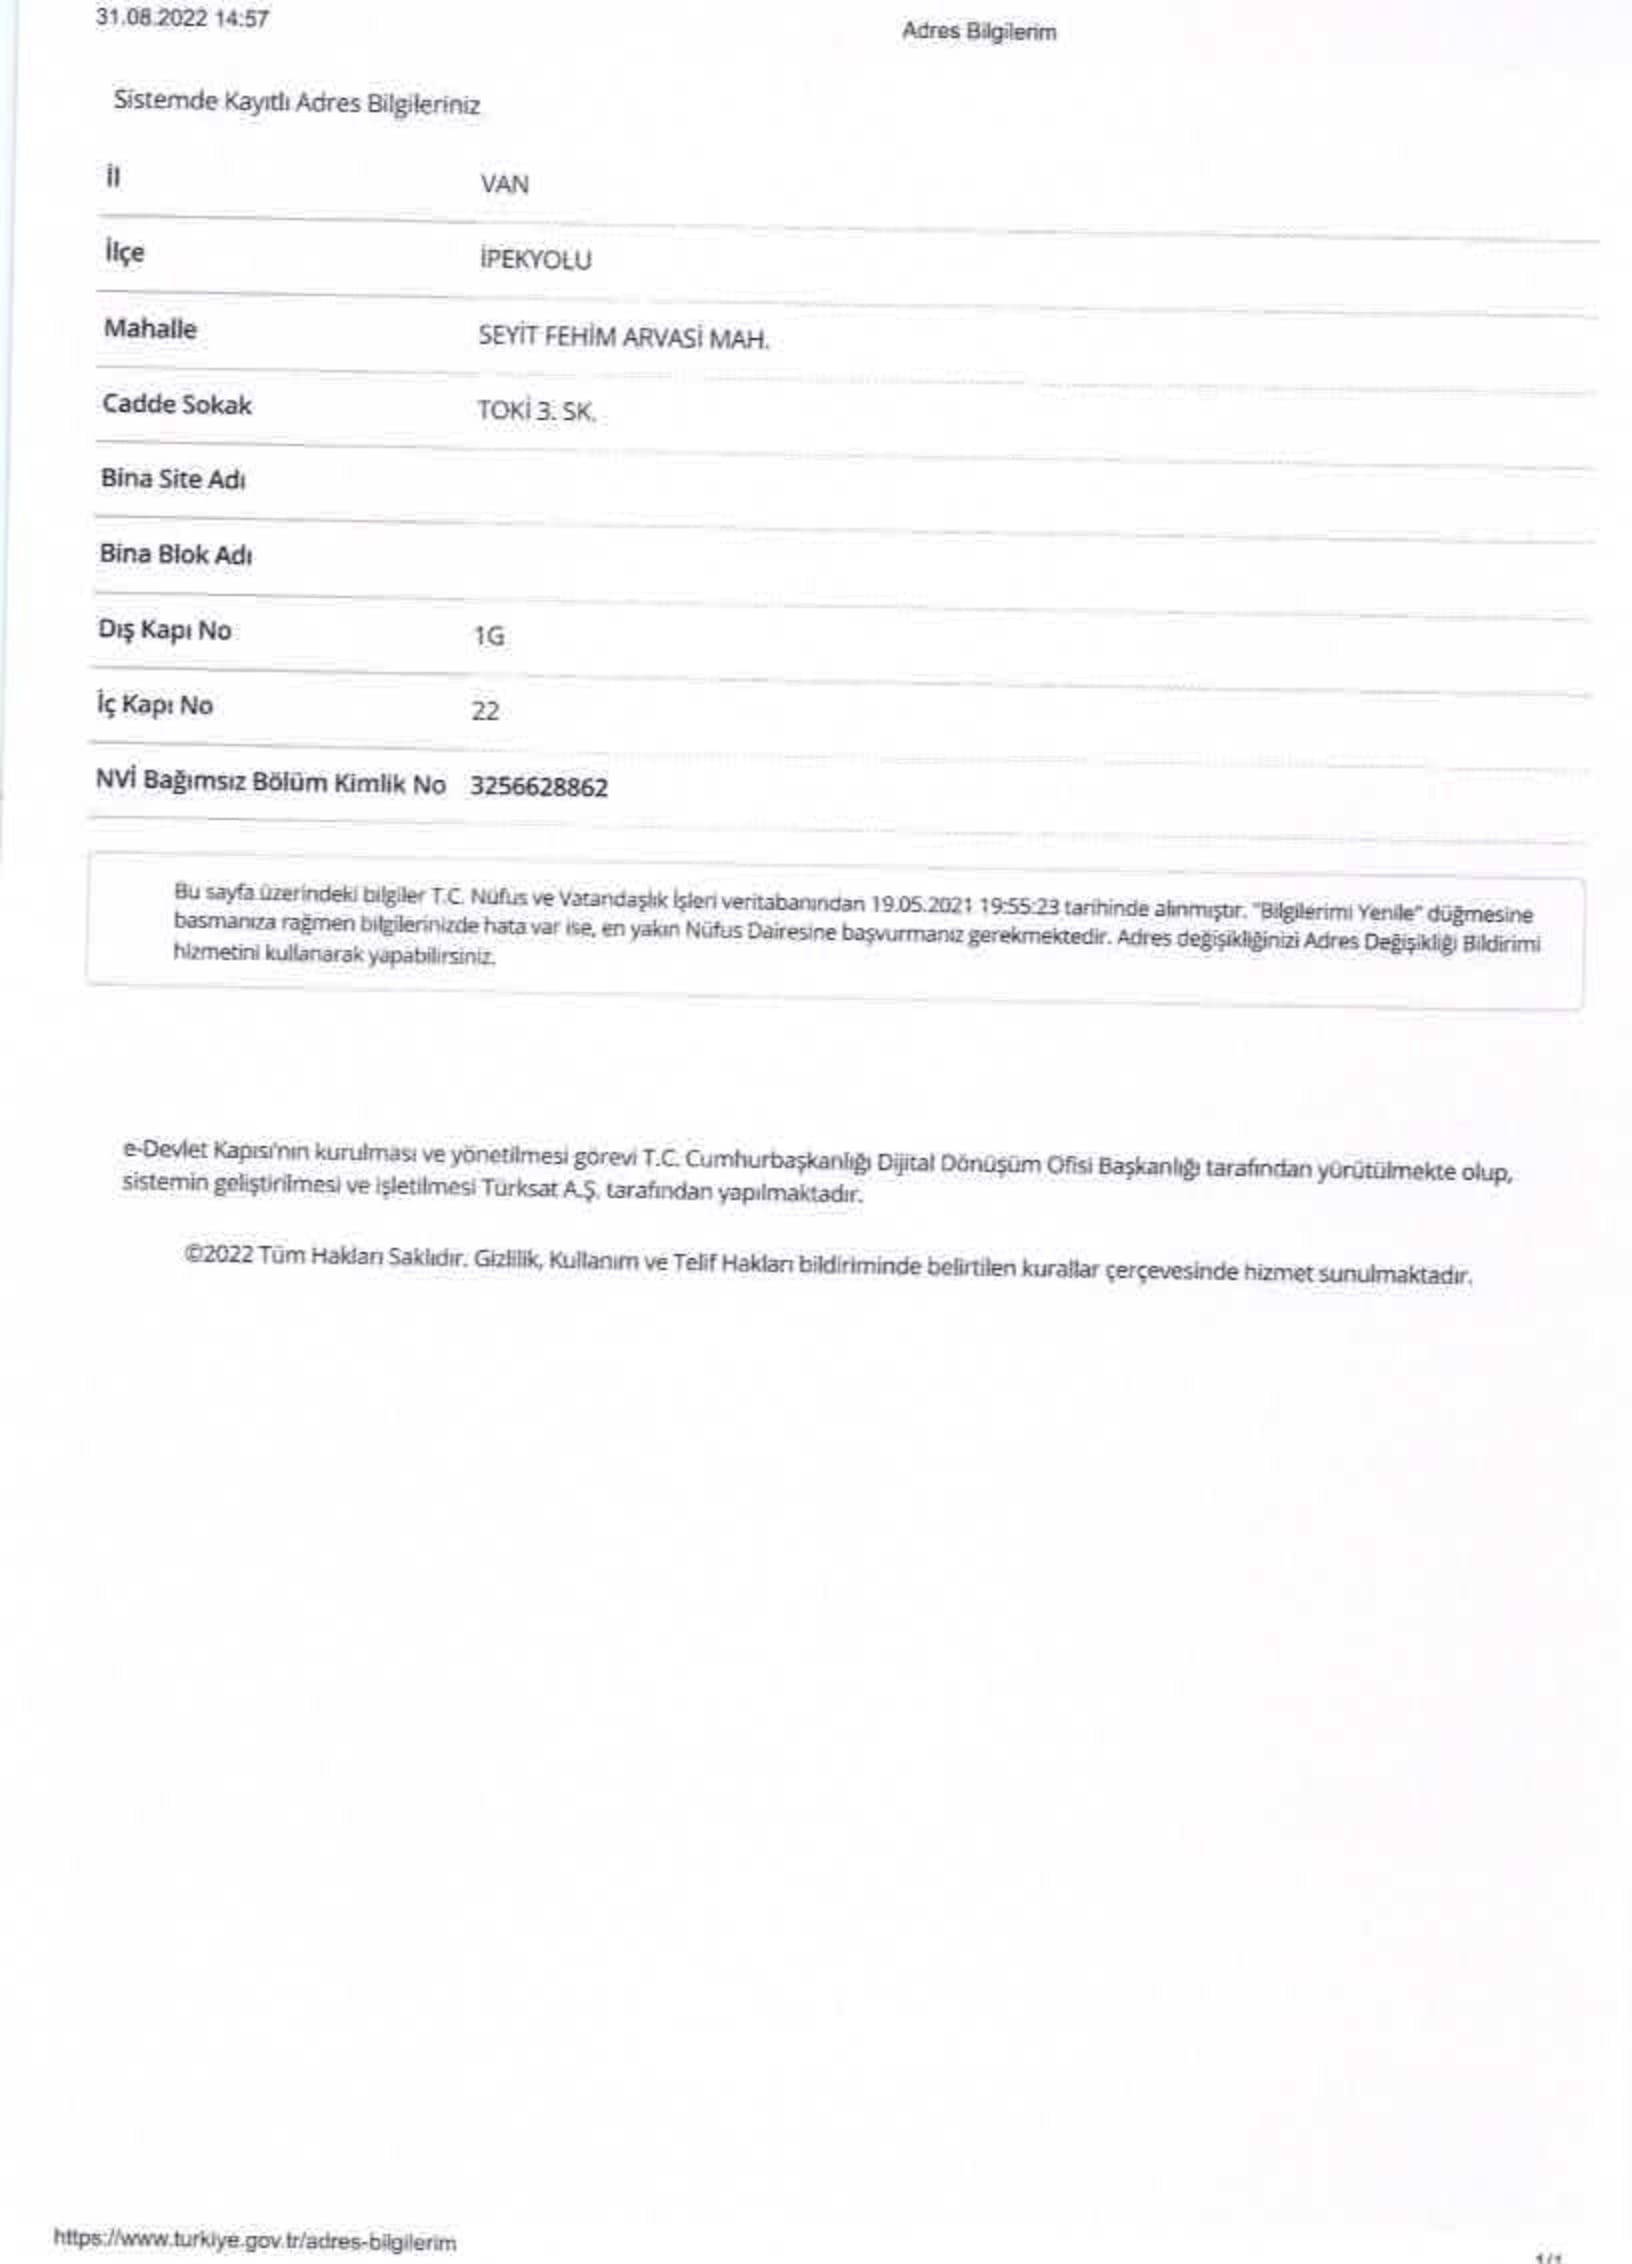 31.08.2022 14:57
Adres Bilgilerim
Sistemde Kayıtlı Adres Bilgileriniz
İl VAN
İlçe İPEKYOLU
Mahalle SEYİT FEHİM ARVASİ MAH.
Cadde Sokak TOKİ 3. SK.
Bina Site Adı
Bina Blok Adı
Dış Kapı No 1G
İç Kapı No 22
NVİ Bağımsız Bölüm Kimlik No 3256628862
Bu sayfa üzerindeki bilgiler T.C. Nüfus ve Vatandaşlık İşleri veritabanından 19.05.2021 19:55:23 tarihinde alınmıştır. "Bilgilerimi Yenile" düğmesine
basmanıza rağmen bilgilerinizde hata var ise, en yakın Nüfus Dairesine başvurmanız gerekmektedir. Adres değişikliğinizi Adres Değişikliği Bildirimi
hizmetini kullanarak yapabilirsiniz.
e-Devlet Kapısı'nın kurulması ve yönetilmesi görevi T.C. Cumhurbaşkanlığı Dijital Dönüşüm Ofisi Başkanlığı tarafından yürütülmekte olup,
sistemin geliştirilmesi ve işletilmesi Türksat A.Ş. tarafından yapılmaktadır.
©2022 Tüm Hakları Saklıdır. Gizlilik, Kullanım ve Telif Hakları bildiriminde belirtilen kurallar çerçevesinde hizmet sunulmaktadır.
https://www.turkiye.gov.tr/adres-bilgilerim
1/1